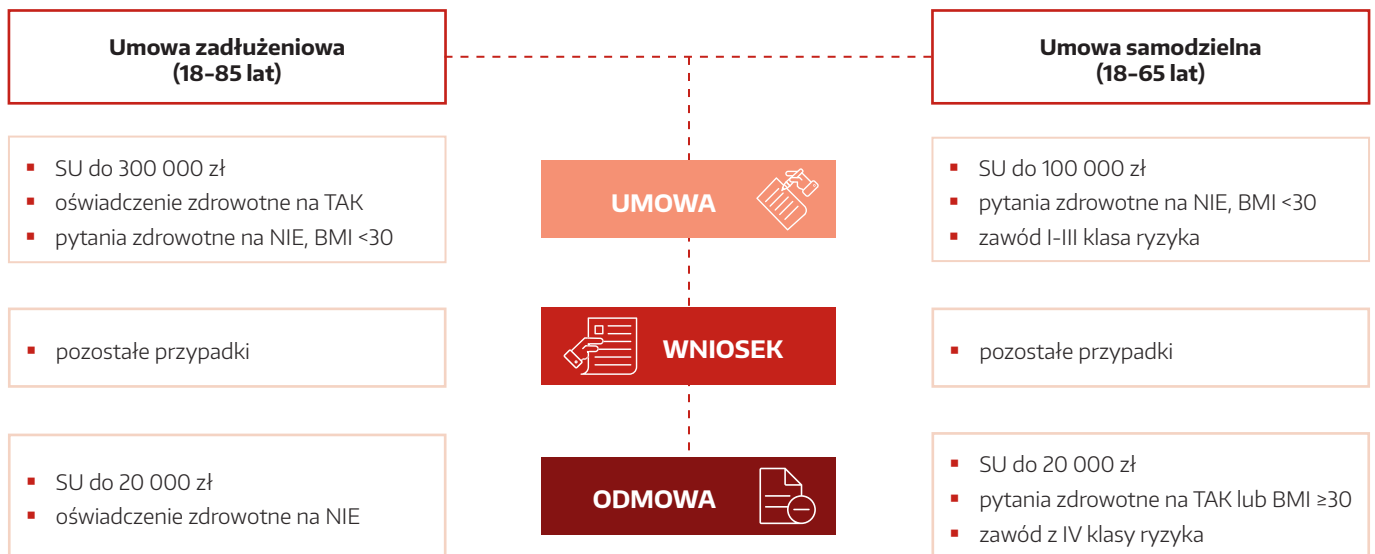 Umowa zadłużeniowa
(18-85 lat)
Umowa samodzielna
(18-65 lat)
▪ SU do 300 000 zł
▪ oświadczenie zdrowotne na TAK
▪ pytania zdrowotne na NIE, BMI <30
UMOWA
▪ SU do 100 000 zł
▪ pytania zdrowotne na NIE, BMI <30
▪ zawód I-III klasa ryzyka
▪ pozostałe przypadki
WNIOSEK
▪ pozostałe przypadki
▪ SU do 20 000 zł
▪ oświadczenie zdrowotne na NIE
ODMOWA
▪ SU do 20 000 zł
▪ pytania zdrowotne na TAK lub BMI ≥30
▪ zawód z IV klasy ryzyka